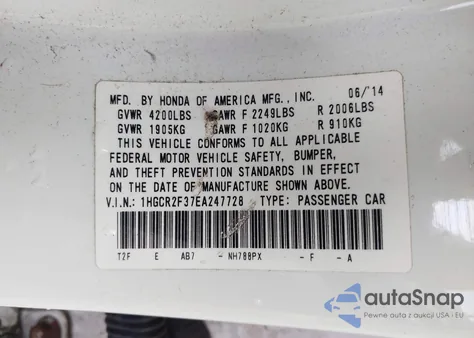 MFD. BY HONDA OF AMERICA MFG., INC. 06/14
GVWR 4200LBS GAWR F 2249LBS R 2006LBS
GVWR 1905KG GAWR F 1020KG R 910KG
THIS VEHICLE CONFORMS TO ALL APPLICABLE
FEDERAL MOTOR VEHICLE SAFETY, BUMPER,
AND THEFT PREVENTION STANDARDS IN EFFECT
ON THE DATE OF MANUFACTURE SHOWN ABOVE.
V.I.N.: 1HGCR2F37EA247728 TYPE: PASSENGER CAR
T2F E AB7 -NH788PX -F -A
autoSnap
Pewne auta z aukcji USA i EU